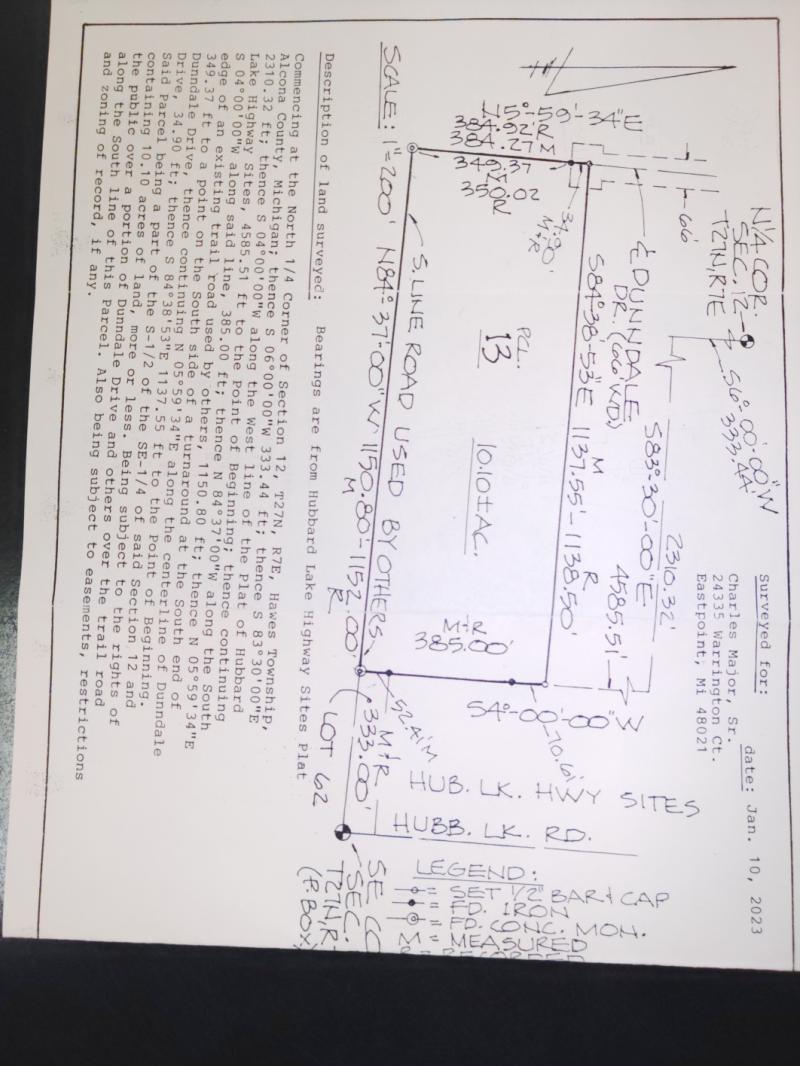 Surveyed for: date: Jan. 10, 2023
Charles Major, Sr.
24335 Warrington Ct.
Eastpoint, Mi 48021
N¼ COR.
SEC. 12
T27N, R7E
S6°-00'-00"W
333.44'
2310.32'
S83°-30'-00"E
4585.51'
66'
℄ DUNNDALE
DR. (66' WD)
S84°-38'-53"E 1137.55'-1138.50
M R
N5°-59'-34"E
384.92'R
384.27 M
349.37
M
350.02
R
34.90'
M+R
PCL.
13
10.10±AC.
M+R
385.00'
S4°-00'-00"W
70.6'
52.4'M
M+R
333.00'
S. LINE ROAD USED BY OTHERS
SCALE: 1"=200' N84°-37'-00"W 1150.80'-1152.00'
M R
LOT 62
HUB. LK. HWY SITES
HUBB. LK. RD.
SE CO
SEC.
T27N, R
(P. BOX)
LEGEND:
= SET 1/2" BAR & CAP
= FD. IRON
= FD. CONC. MON.
M = MEASURED
R = RECORDED
Description of land surveyed: Bearings are from Hubbard Lake Highway Sites Plat
Commencing at the North 1/4 Corner of Section 12, T27N, R7E, Hawes Township,
Alcona County, Michigan; thence S 06°00'00"W 333.44 ft; thence S 83°30'00"E
2310.32 ft; thence S 04°00'00"W along the West line of the Plat of Hubbard
Lake Highway Sites, 4585.51 ft to the Point of Beginning; thence continuing
S 04°00'00"W along said line, 385.00 ft; thence N 84°37'00"W along the South
edge of an existing trail road used by others, 1150.80 ft; thence N 05°59'34"E
349.37 ft to a point on the South side of a turnaround at the South end of
Dunndale Drive, thence continuing N 05°59'34"E along the centerline of Dunndale
Drive, 34.90 ft; thence S 84°38'53"E 1137.55 ft to the Point of Beginning.
Said Parcel being a part of the S-1/2 of the SE-1/4 of said Section 12 and
containing 10.10 acres of land, more or less. Being subject to the rights of
the public over a portion of Dunndale Drive and others over the trail road
along the South line of this Parcel. Also being subject to easements, restrictions
and zoning of record, if any.